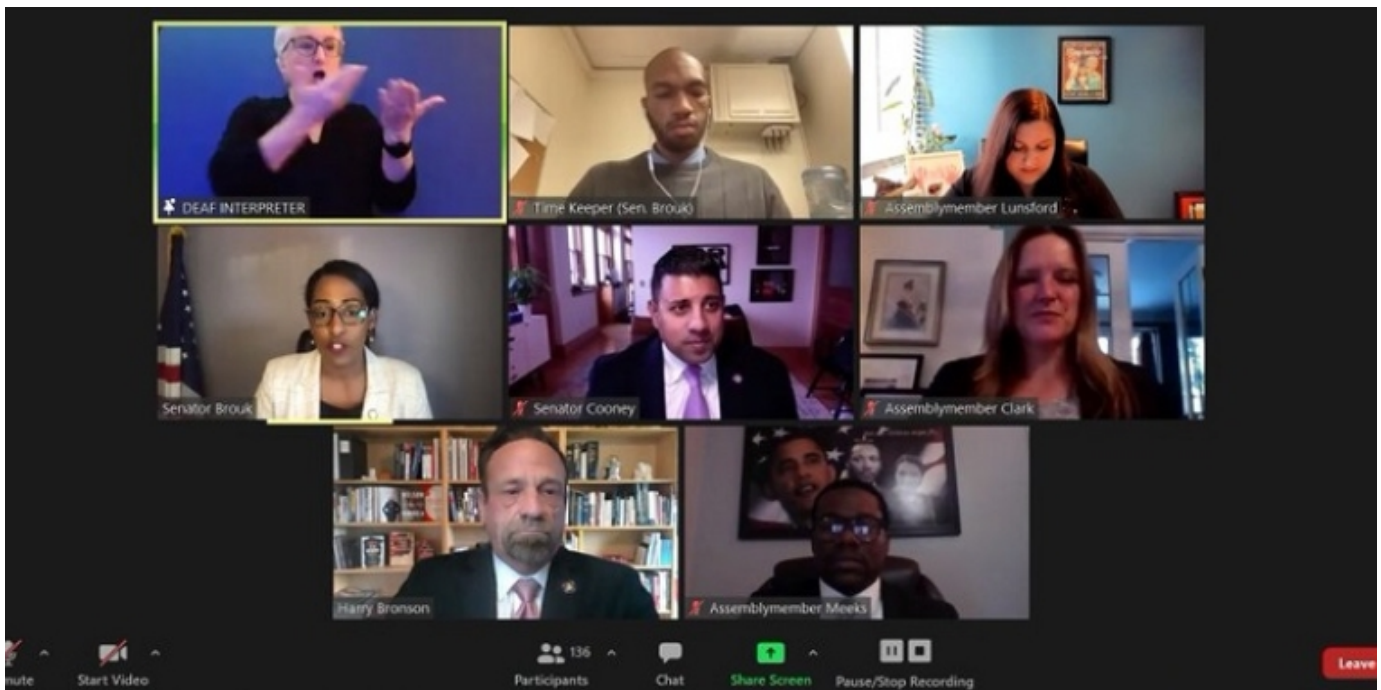 DEAF INTERPRETER
Time Keeper (Sen. Brouk)
Assemblymember Lunsford
Senator Brouk
Senator Cooney
Assemblymember Clark
Harry Bronson
Assemblymember Meeks
136
Start Video
Participants
Chat
Share Screen
Pause/Stop Recording
Leave